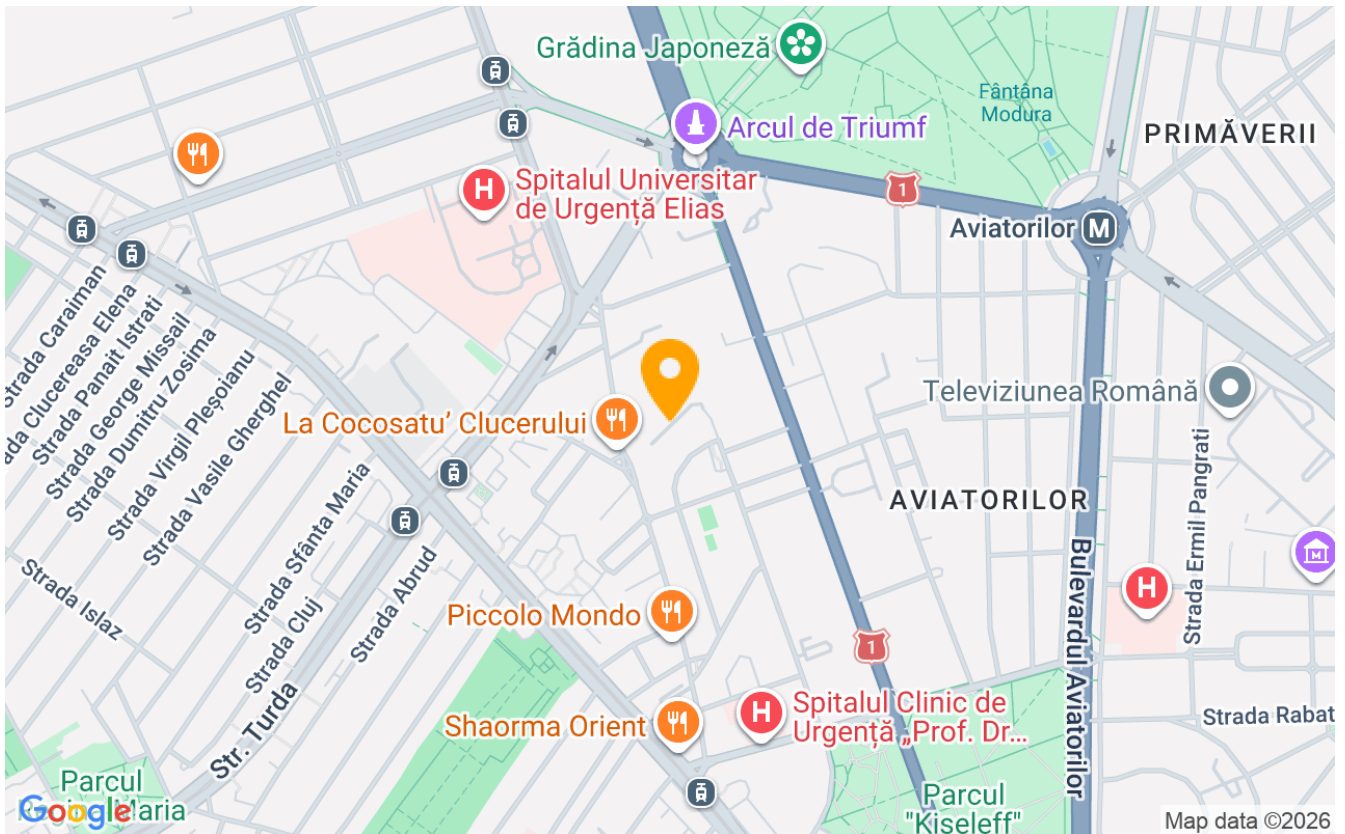 Grădina Japoneză
Fântâna
Modura
Arcul de Triumf
PRIMĂVERII
Spitalul Universitar
de Urgență Elias
1
H
Aviatorilor
M
Strada Caraiman
Strada Panait Istrati
Strada George Missail
Strada Dumitru Zosima
Strada Virgil Pleșoianu
Strada Vasile Gherghel
Televiziunea Română
La Cocosatu’ Clucerului
Strada Ermil Pangrati
AVIATORILOR
Strada Sfânta Maria
Strada Islaz
Strada Cluj
Strada Abrud
Bulevardul Aviatorilor
H
Piccolo Mondo
1
Str. Turda
Shaorma Orient
H
Spitalul Clinic de
Urgență „Prof. Dr...
Strada Rabat
Parcul
Maria
Parcul
"Kiseleff"
Google
Map data ©2026